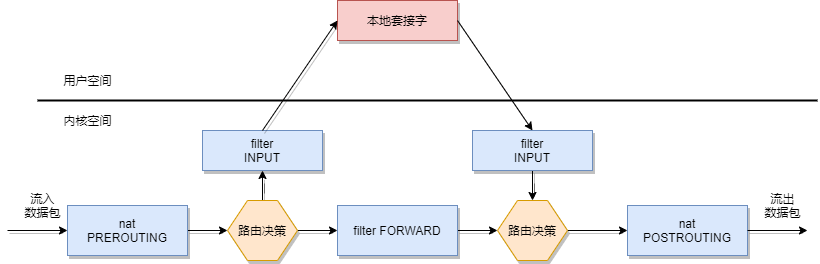 本地套接字
用户空间
内核空间
filter
INPUT
filter
INPUT
流入
数据包
nat
PREROUTING
路由决策
filter FORWARD
路由决策
nat
POSTROUTING
流出
数据包